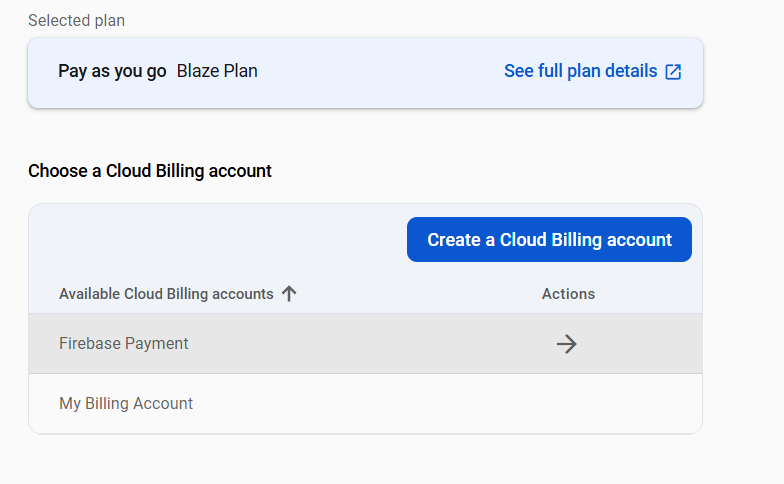 Selected plan
Pay as you go Blaze Plan See full plan details
Choose a Cloud Billing account
Create a Cloud Billing account
Available Cloud Billing accounts Actions
Firebase Payment
My Billing Account